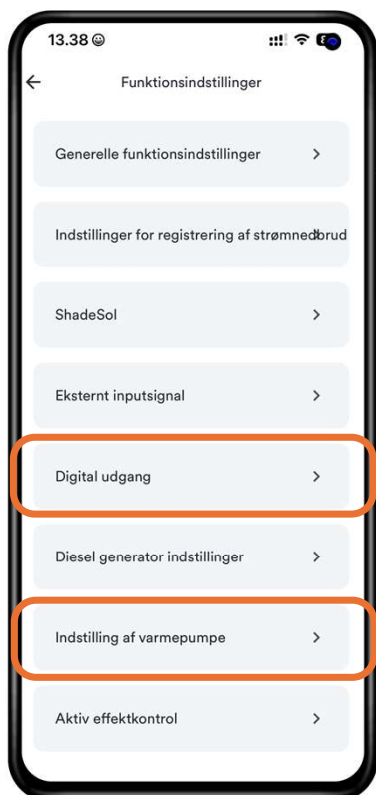 13.38
Funktionsindstillinger
Generelle funktionsindstillinger
Indstillinger for registrering af strømnedbrud
ShadeSol
Eksternt inputsignal
Digital udgang
Diesel generator indstillinger
Indstilling af varmepumpe
Aktiv effektkontrol